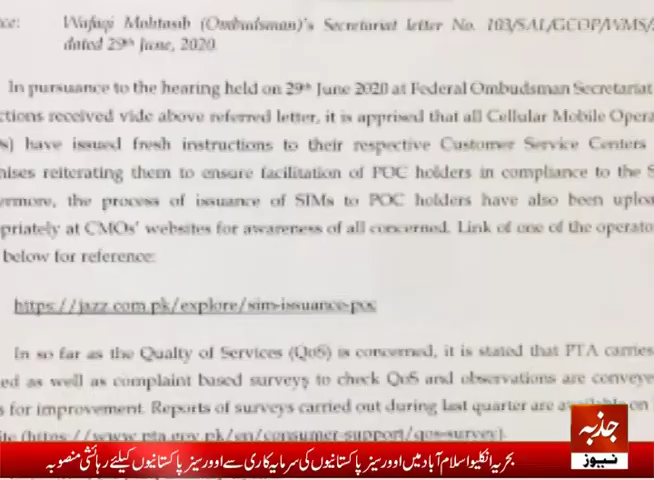 nce: Wafaqi Mohtasib (Ombudsman)'s Secretariat letter No. 103/SAI/GCOP/WMS/
dated 29th June, 2020
In pursuance to the hearing held on 29th June 2020 at Federal Ombudsman Secretariat
ctions received vide above referred letter, it is apprised that all Cellular Mobile Opera
s) have issued fresh instructions to their respective Customer Service Centers
hises reiterating them to ensure facilitation of POC holders in compliance to the S
ermore, the process of issuance of SIMs to POC holders have also been uploa
priately at CMOs' websites for awareness of all concerned. Link of one of the operato
below for reference:
https://jazz.com.pk/explore/sim-issuance-poc
In so far as the Qualty of Services (QoS) is concerned, it is stated that PTA carries
ed as well as complaint based surveys to check QoS and observations are conveye
s for improvement. Reports of surveys carried out during last quarter are available on
ite (https://www.pta.gov.pk/en/consumer-support/qos-survey).
جذبہ
نیوز
بحریہ انکلیو اسلام آباد میں اوورسیز پاکستانیوں کی سرمایہ کاری سے اوورسیز پاکستانیوں کیلئے رہائشی منصوبہ